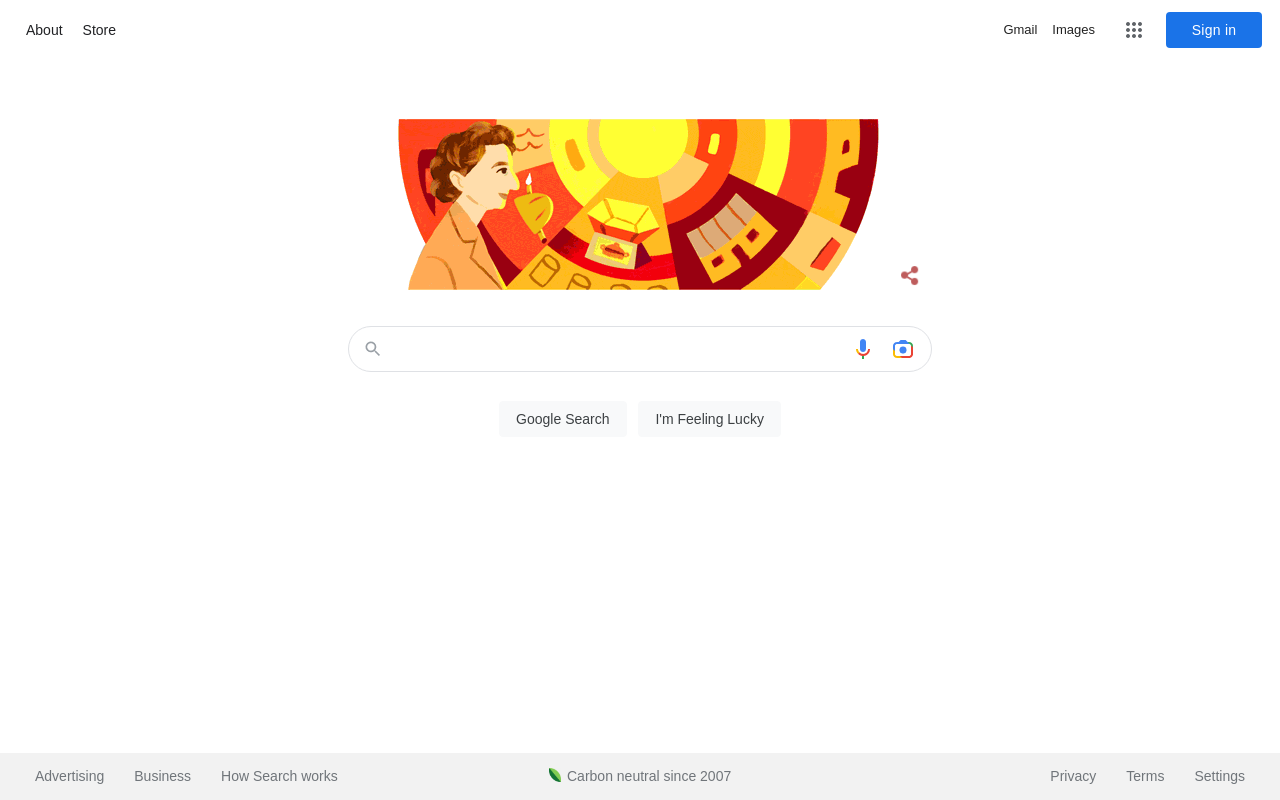 About Store Gmail Images Sign in
Google Search I'm Feeling Lucky
Advertising Business How Search works Carbon neutral since 2007 Privacy Terms Settings